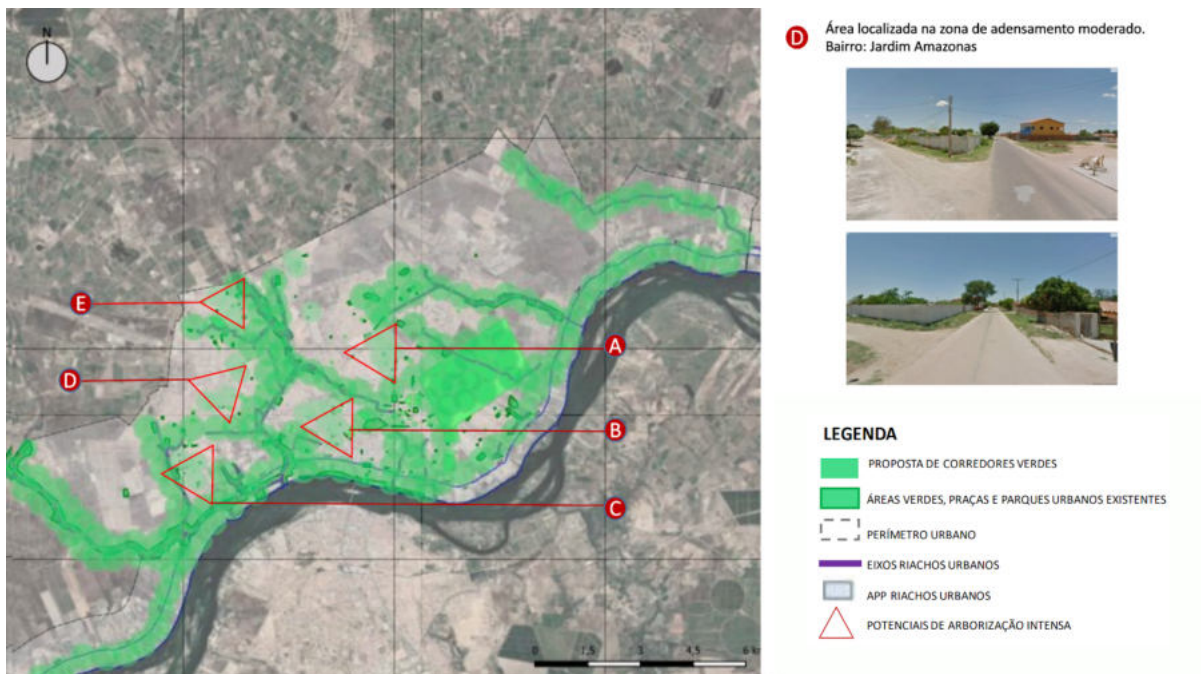 N
D
Área localizada na zona de adensamento moderado.
Bairro: Jardim Amazonas
E
A
D
B
C
LEGENDA
PROPOSTA DE CORREDORES VERDES
ÁREAS VERDES, PRAÇAS E PARQUES URBANOS EXISTENTES
PERÍMETRO URBANO
EIXOS RIACHOS URBANOS
APP RIACHOS URBANOS
POTENCIAIS DE ARBORIZAÇÃO INTENSA
0 1,5 3 4,5 6 km